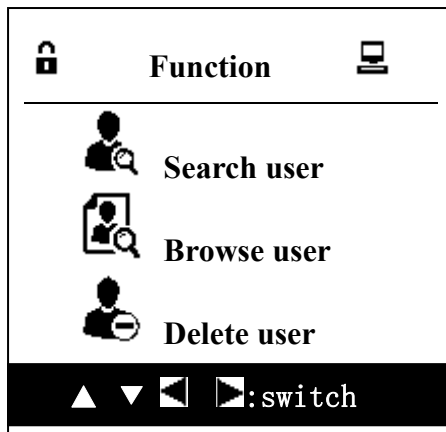 Function
Search user
Browse user
Delete user
▲ ▼ ◀ ▶:switch